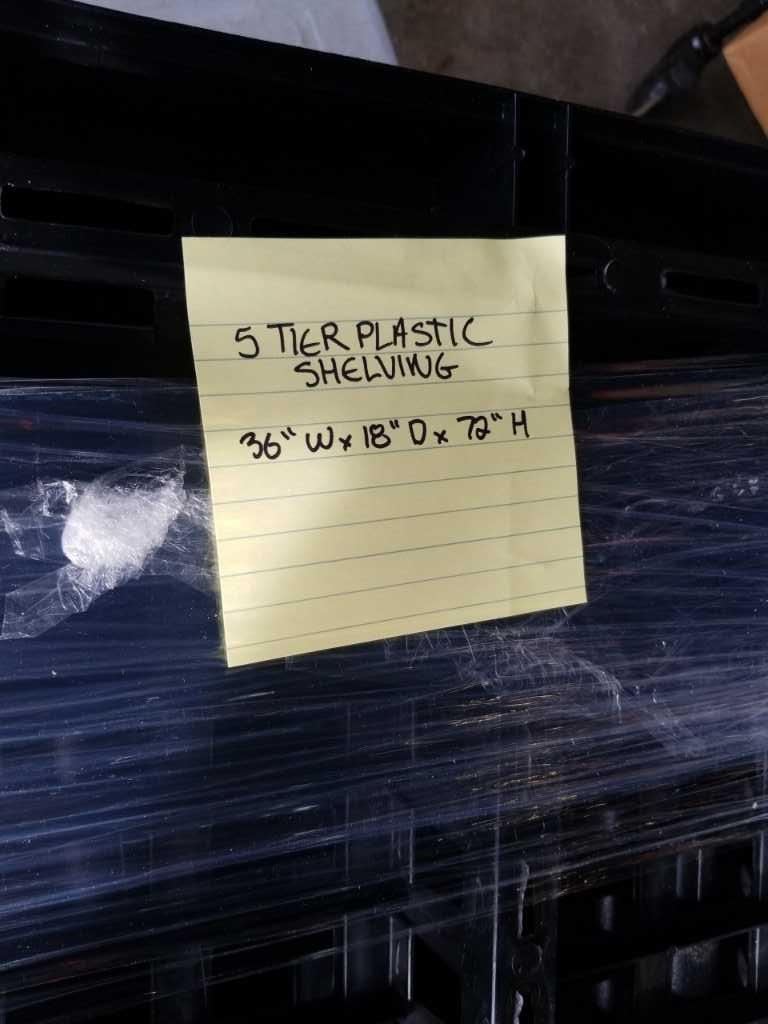 5 TIER PLASTIC
SHELVING
36" W x 18" D x 72" H